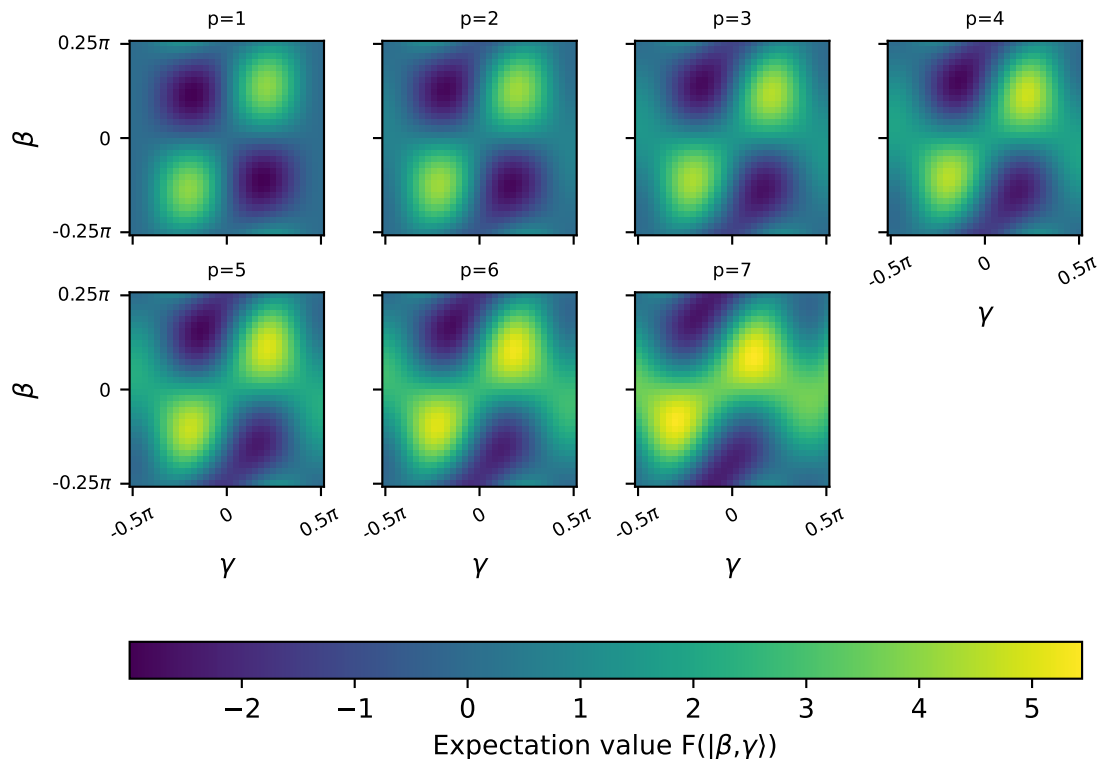 p=1 p=2 p=3 p=4
β 0.25π 0 -0.25π
-0.5π 0 0.5π
γ
p=5 p=6 p=7
β 0.25π 0 -0.25π
-0.5π 0 0.5π -0.5π 0 0.5π -0.5π 0 0.5π
γ γ γ
−2 −1 0 1 2 3 4 5
Expectation value F(|β,γ⟩)